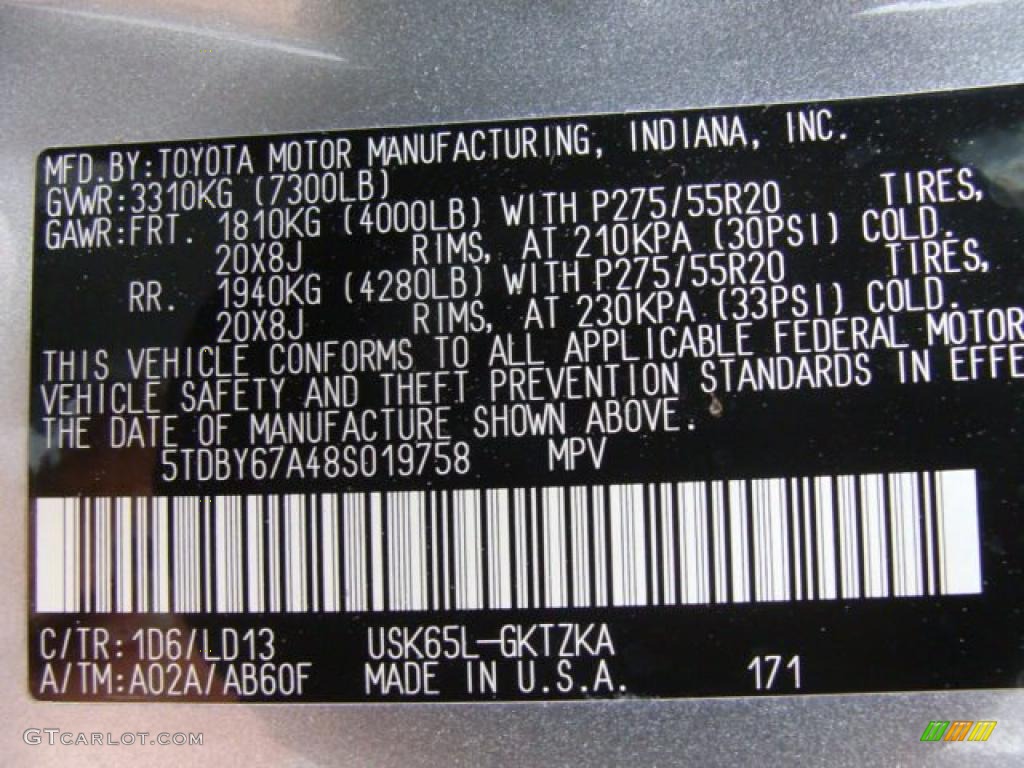 MFD.BY:TOYOTA MOTOR MANUFACTURING, INDIANA, INC.
GVWR:3310KG (7300LB)
GAWR:FRT. 1810KG (4000LB) WITH P275/55R20 TIRES,
20X8J RIMS, AT 210KPA (30PSI) COLD.
RR. 1940KG (4280LB) WITH P275/55R20 TIRES,
20X8J RIMS, AT 230KPA (33PSI) COLD.
THIS VEHICLE CONFORMS TO ALL APPLICABLE FEDERAL MOTOR
VEHICLE SAFETY AND THEFT PREVENTION STANDARDS IN EFFE
THE DATE OF MANUFACTURE SHOWN ABOVE.
5TDBY67A48S019758 MPV
C/TR:1D6/LD13 USK65L-GKTZKA
A/TM:A02A/AB60F MADE IN U.S.A. 171
GTCARLOT.COM